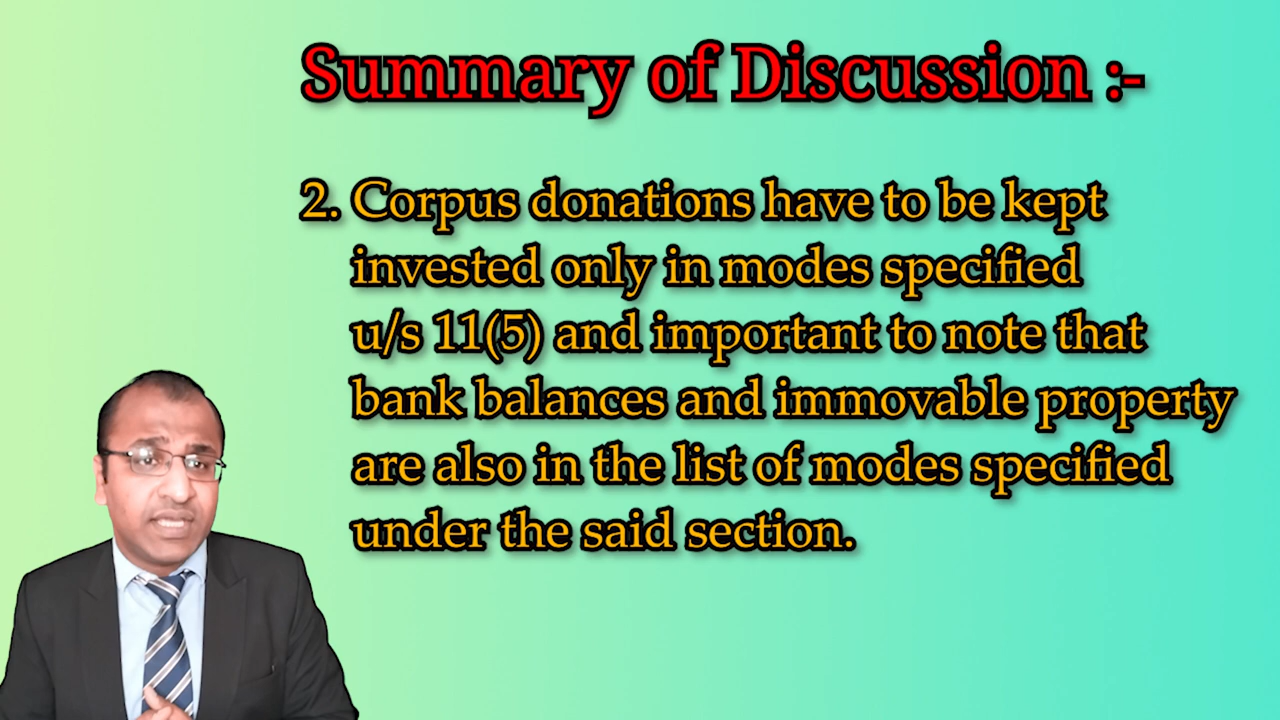 Summary of Discussion :-
2. Corpus donations have to be kept
invested only in modes specified
u/s 11(5) and important to note that
bank balances and immovable property
are also in the list of modes specified
under the said section.